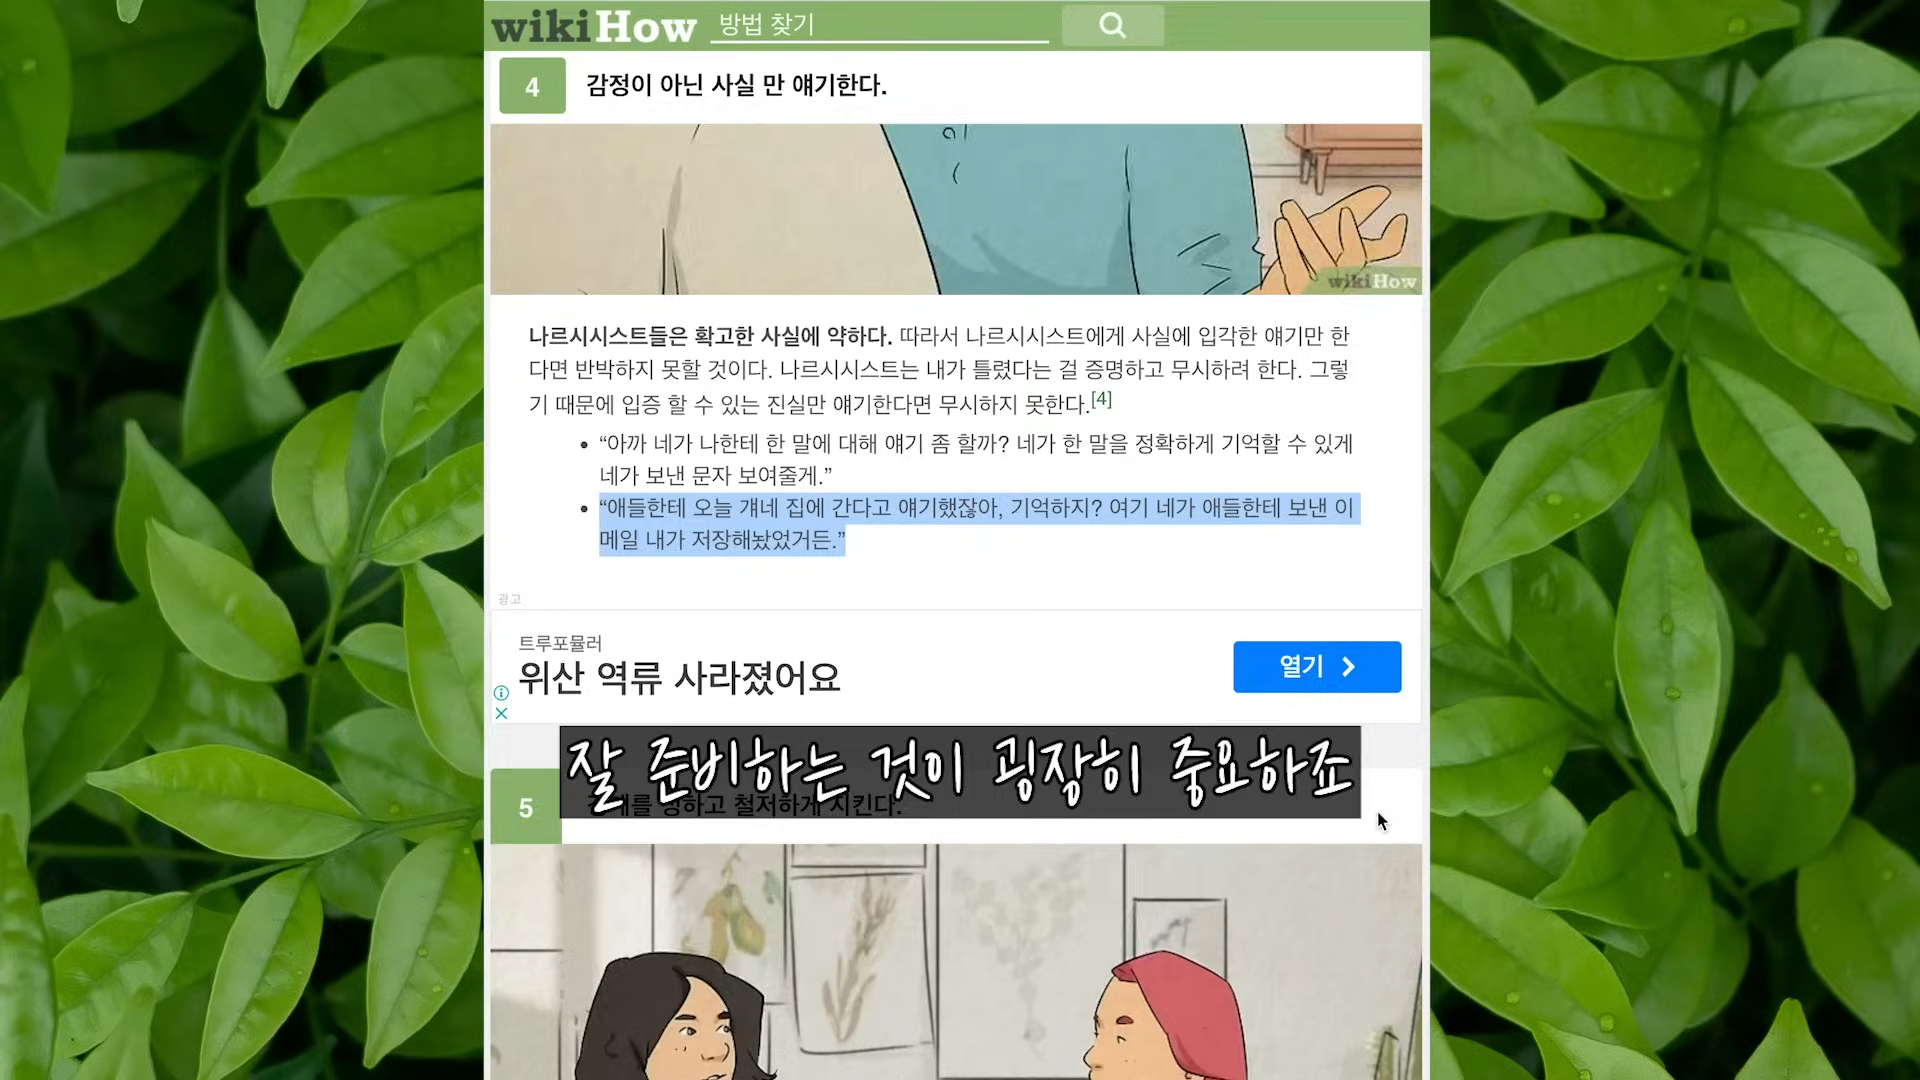 wikiHow 방법 찾기
4 감정이 아닌 사실 만 얘기한다.
wikiHow
나르시시스트들은 확고한 사실에 약하다. 따라서 나르시시스트에게 사실에 입각한 얘기만 한
다면 반박하지 못할 것이다. 나르시시스트는 내가 틀렸다는 걸 증명하고 무시하려 한다. 그렇
기 때문에 입증 할 수 있는 진실만 얘기한다면 무시하지 못한다.[4]
• “아까 네가 나한테 한 말에 대해 얘기 좀 할까? 네가 한 말을 정확하게 기억할 수 있게
네가 보낸 문자 보여줄게.”
• “애들한테 오늘 걔네 집에 간다고 얘기했잖아, 기억하지? 여기 네가 애들한테 보낸 이
메일 내가 저장해놨었거든.”
광고
트루포뮬러
위산 역류 사라졌어요
열기
잘 준비하는 것이 굉장히 중요하죠
5 정하고 철저하게 지킨다.